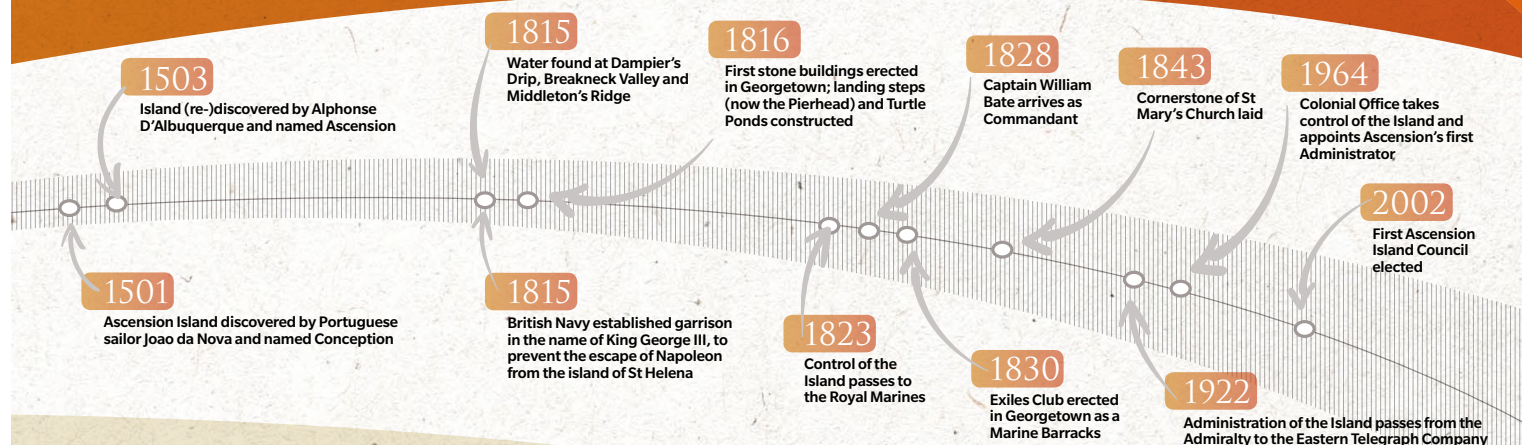 1503
Island (re-)discovered by Alphonse
D'Albuquerque and named Ascension
1815
Water found at Dampier's
Drip, Breakneck Valley and
Middleton's Ridge
1816
First stone buildings erected
in Georgetown; landing steps
(now the Pierhead) and Turtle
Ponds constructed
1828
Captain William
Bate arrives as
Commandant
1843
Cornerstone of St
Mary's Church laid
1964
Colonial Office takes
control of the Island and
appoints Ascension's first
Administrator
2002
First Ascension
Island Council
elected
1501
Ascension Island discovered by Portuguese
sailor Joao da Nova and named Conception
1815
British Navy established garrison
in the name of King George III, to
prevent the escape of Napoleon
from the island of St Helena
1823
Control of the
Island passes to
the Royal Marines
1830
Exiles Club erected
in Georgetown as a
Marine Barracks
1922
Administration of the Island passes from the
Admiralty to the Eastern Telegraph Company